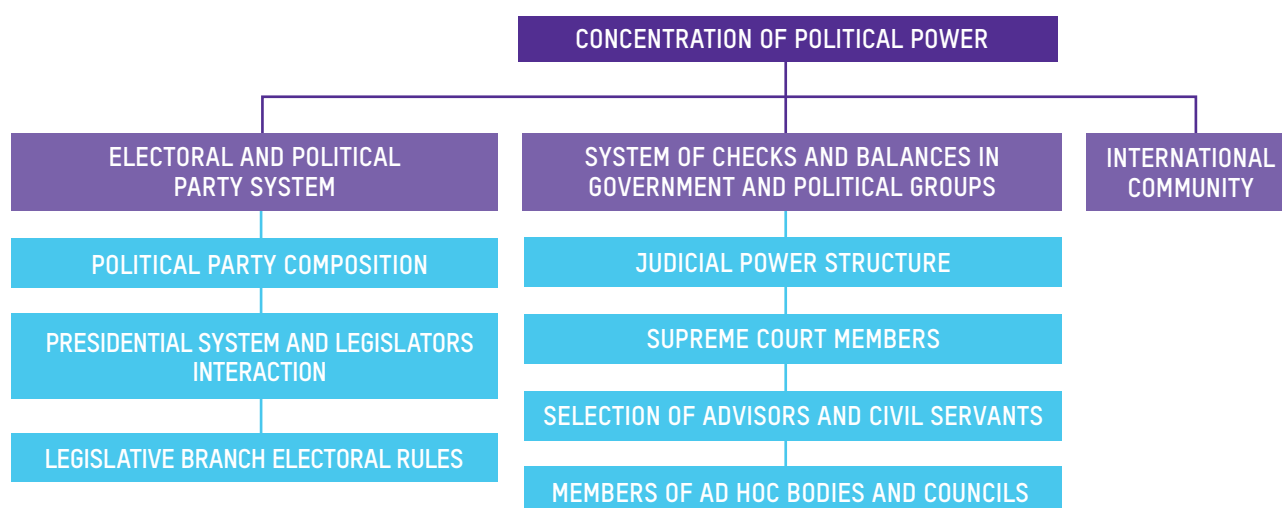 CONCENTRATION OF POLITICAL POWER
ELECTORAL AND POLITICAL
PARTY SYSTEM
POLITICAL PARTY COMPOSITION
PRESIDENTIAL SYSTEM AND LEGISLATORS
INTERACTION
LEGISLATIVE BRANCH ELECTORAL RULES
SYSTEM OF CHECKS AND BALANCES IN
GOVERNMENT AND POLITICAL GROUPS
JUDICIAL POWER STRUCTURE
SUPREME COURT MEMBERS
SELECTION OF ADVISORS AND CIVIL SERVANTS
MEMBERS OF AD HOC BODIES AND COUNCILS
INTERNATIONAL
COMMUNITY